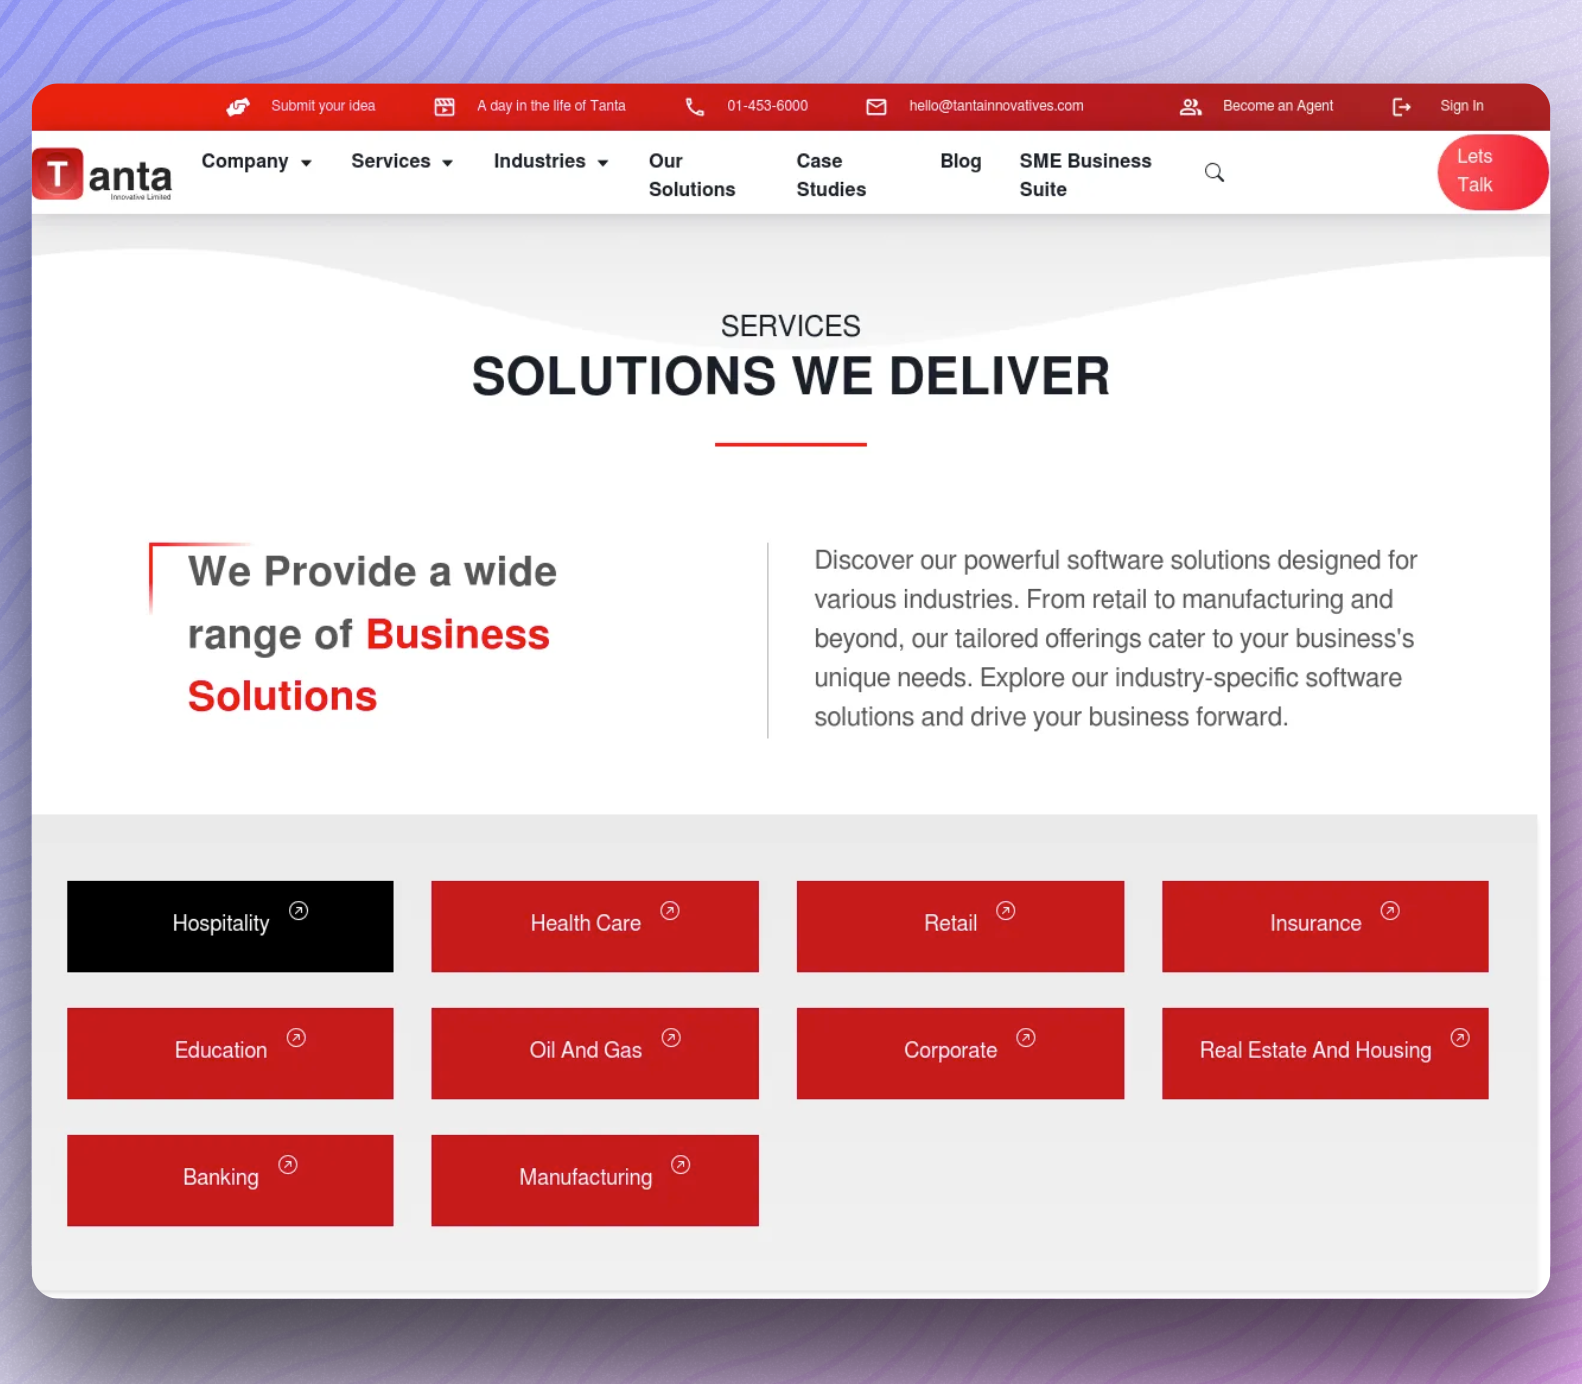 Submit your idea
A day in the life of Tanta
01-453-6000
hello@tantainnovatives.com
Become an Agent
Sign In
Tanta
Innovative Limited
Company
Services
Industries
Our
Solutions
Case
Studies
Blog
SME Business
Suite
Lets
Talk
SERVICES
SOLUTIONS WE DELIVER
We Provide a wide
range of Business
Solutions
Discover our powerful software solutions designed for
various industries. From retail to manufacturing and
beyond, our tailored offerings cater to your business's
unique needs. Explore our industry-specific software
solutions and drive your business forward.
Hospitality
Health Care
Retail
Insurance
Education
Oil And Gas
Corporate
Real Estate And Housing
Banking
Manufacturing